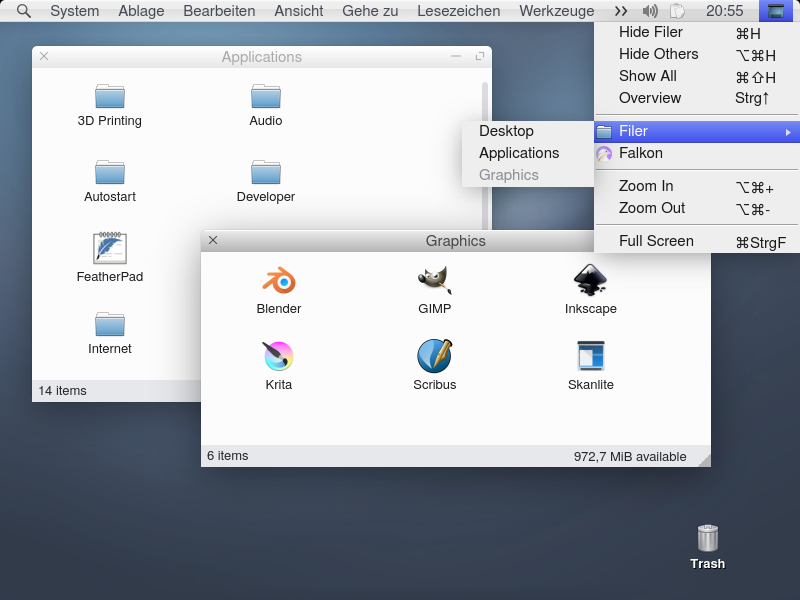 System Ablage Bearbeiten Ansicht Gehe zu Lesezeichen Werkzeuge 20:55
Hide Filer ⌘H
Hide Others ⌥⌘H
Show All ⌘⇧H
Overview Strg↑
Filer
Falkon
Zoom In ⌥⌘+
Zoom Out ⌥⌘-
Full Screen ⌘StrgF
Desktop
Applications
Graphics
Applications
3D Printing Audio
Autostart Developer
FeatherPad
Internet
14 items
Graphics
Blender GIMP Inkscape
Krita Scribus Skanlite
6 items 972,7 MiB available
Trash